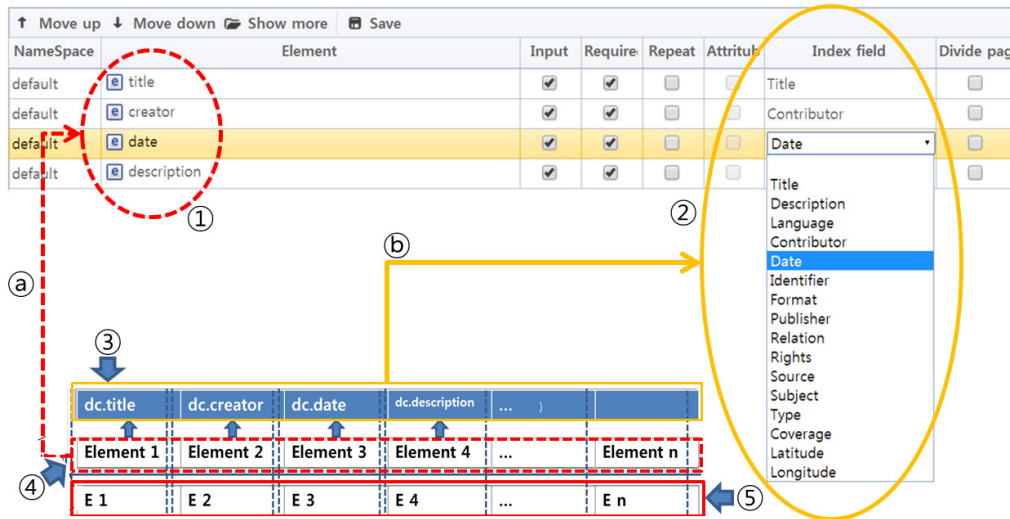 Move up Move down Show more Save
NameSpace Element Input Require Repeat Attritub Index field Divide pag
default e title Title
default e creator Contributor
default e date Date
default e description
Title
Description
Language
Contributor
Date
Identifier
Format
Publisher
Relation
Rights
Source
Subject
Type
Coverage
Latitude
Longitude
①
②
ⓑ
ⓐ
③
dc.title dc.creator dc.date dc.description ... )
Element 1 Element 2 Element 3 Element 4 ... Element n
④
E 1 E 2 E 3 E 4 ... E n
⑤